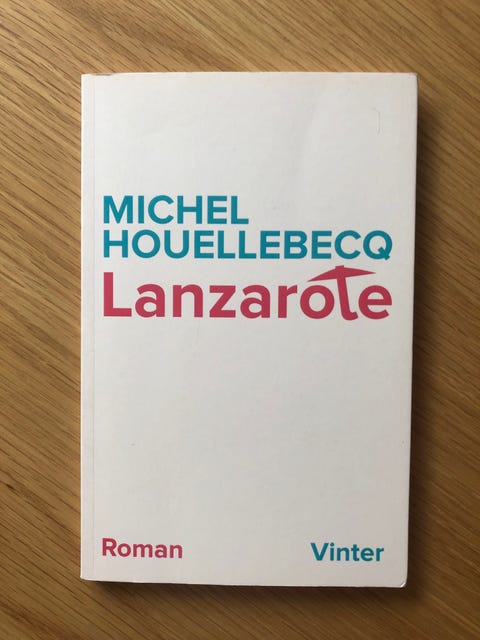 MICHEL
HOUELLEBECQ
Lanzarote
Roman
Vinter